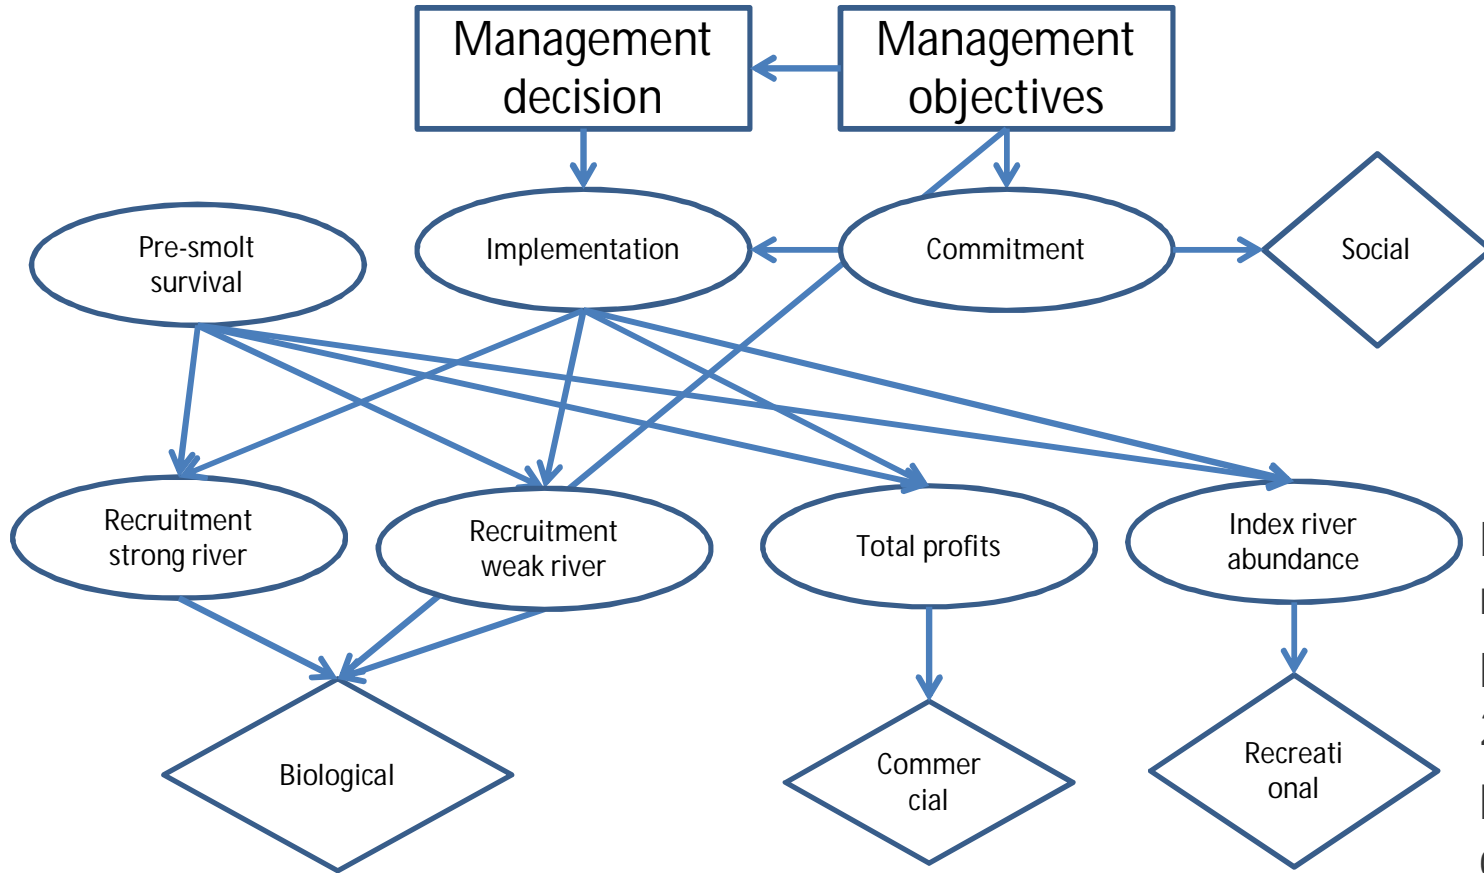 Management
decision
Management
objectives
Pre-smolt
survival
Implementation
Commitment
Social
Recruitment
strong river
Recruitment
weak river
Total profits
Index river
abundance
Biological
Commer
cial
Recreati
onal